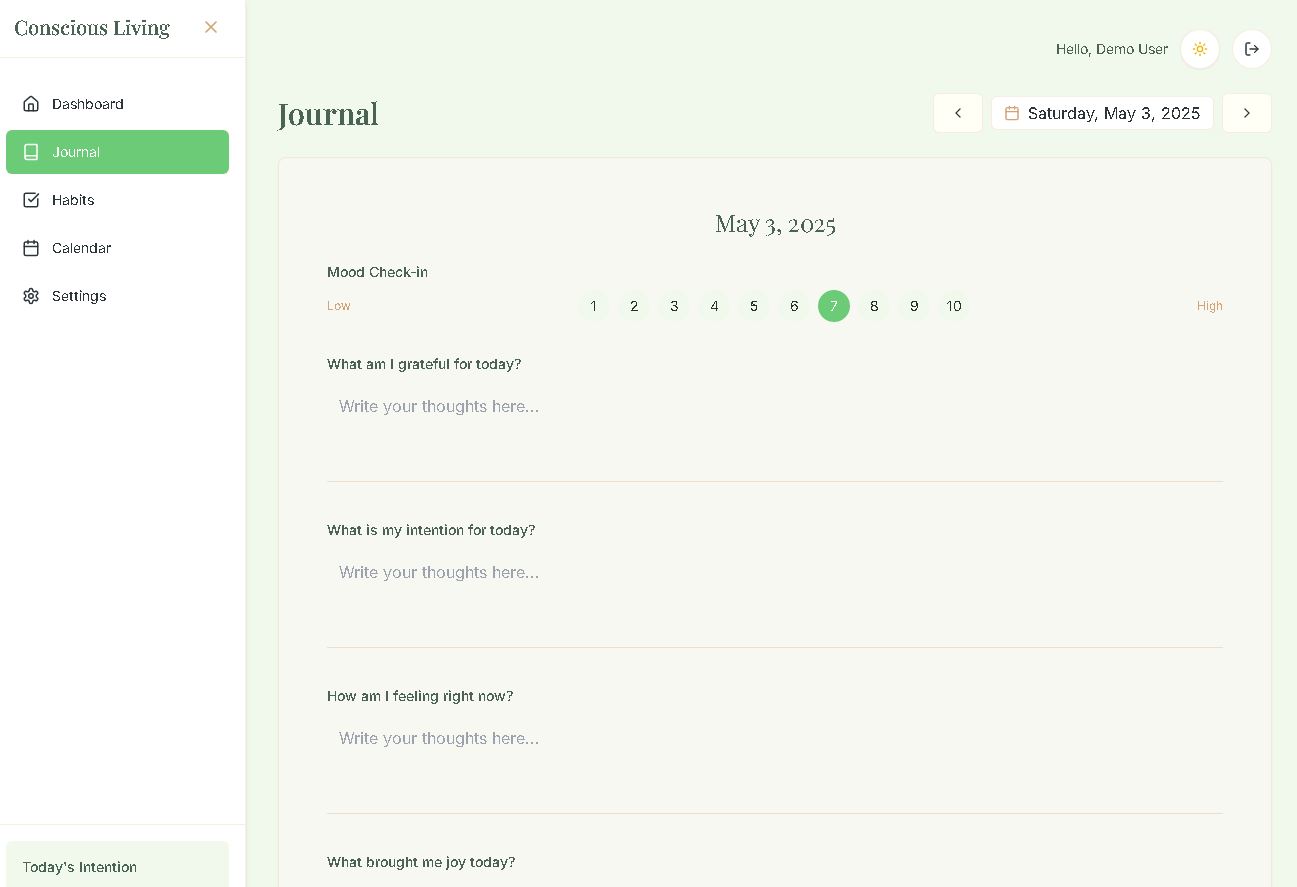 Conscious Living
Dashboard
Journal
Habits
Calendar
Settings
Today's Intention
Hello, Demo User
Journal
Saturday, May 3, 2025
May 3, 2025
Mood Check-in
Low 1 2 3 4 5 6 7 8 9 10 High
What am I grateful for today?
Write your thoughts here...
What is my intention for today?
Write your thoughts here...
How am I feeling right now?
Write your thoughts here...
What brought me joy today?